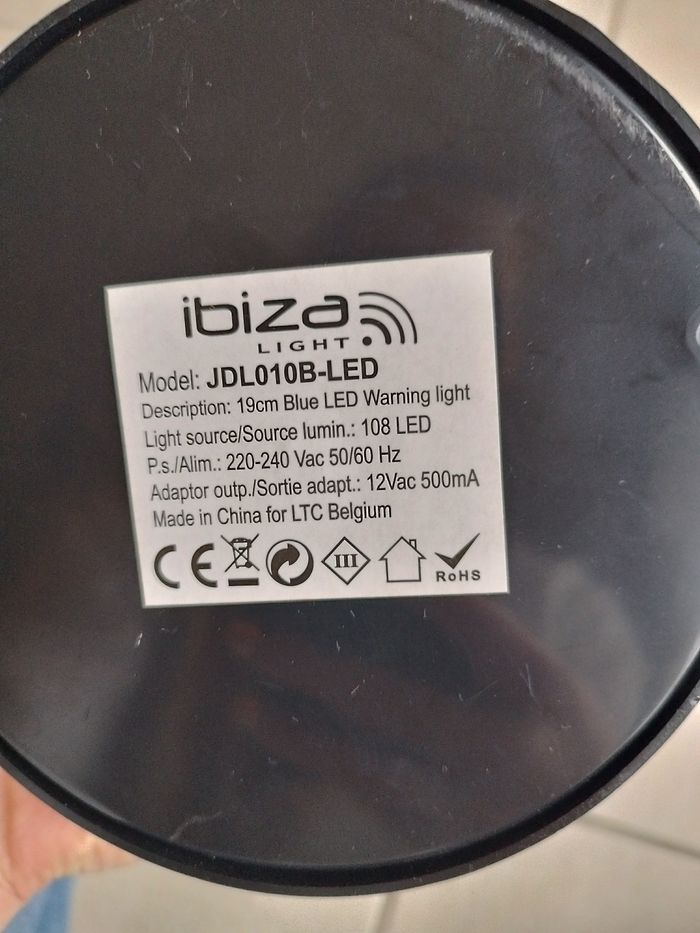 ibiza
LIGHT
Model: JDL010B-LED
Description: 19cm Blue LED Warning light
Light source/Source lumin.: 108 LED
P.s./Alim.: 220-240 Vac 50/60 Hz
Adaptor outp./Sortie adapt.: 12Vac 500mA
Made in China for LTC Belgium
CE III RoHS